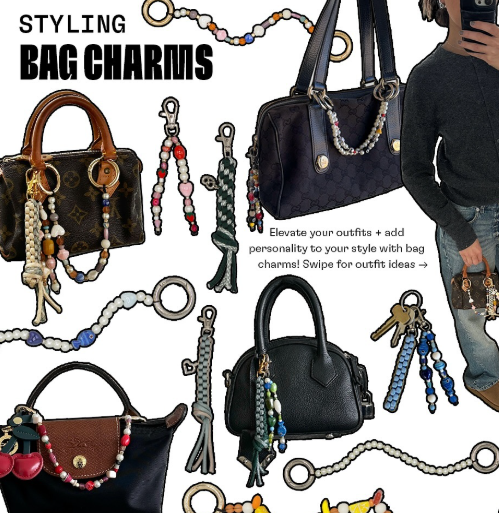 STYLING
BAG CHARMS
Elevate your outfits + add
personality to your style with bag
charms! Swipe for outfit ideas →